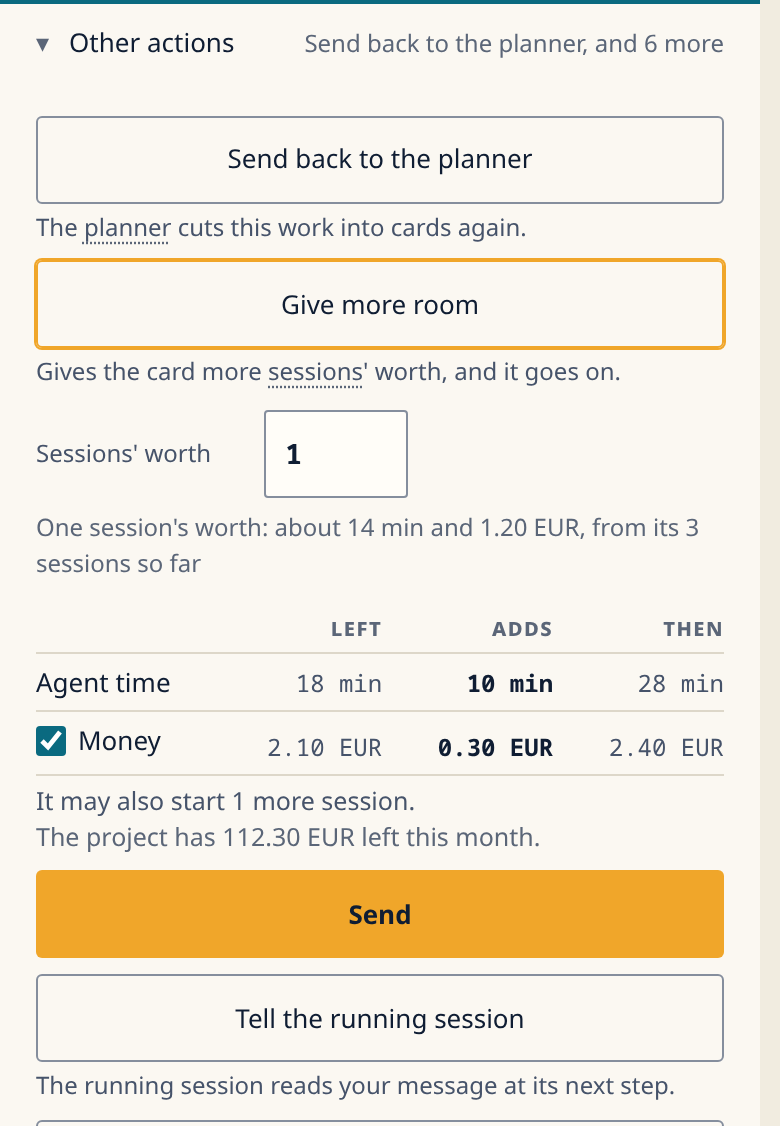 ▼ Other actions Send back to the planner, and 6 more
Send back to the planner
The planner cuts this work into cards again.
Give more room
Gives the card more sessions' worth, and it goes on.
Sessions' worth 1
One session's worth: about 14 min and 1.20 EUR, from its 3
sessions so far
LEFT ADDS THEN
Agent time 18 min 10 min 28 min
Money 2.10 EUR 0.30 EUR 2.40 EUR
It may also start 1 more session.
The project has 112.30 EUR left this month.
Send
Tell the running session
The running session reads your message at its next step.